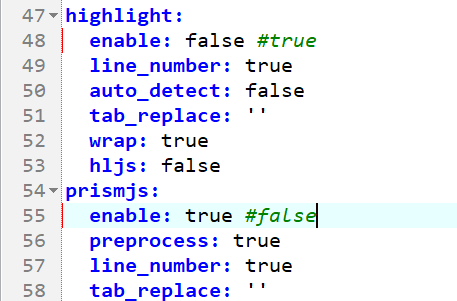 47 highlight:
48 enable: false #true
49 line_number: true
50 auto_detect: false
51 tab_replace: ''
52 wrap: true
53 hljs: false
54 prismjs:
55 enable: true #false
56 preprocess: true
57 line_number: true
58 tab_replace: ''